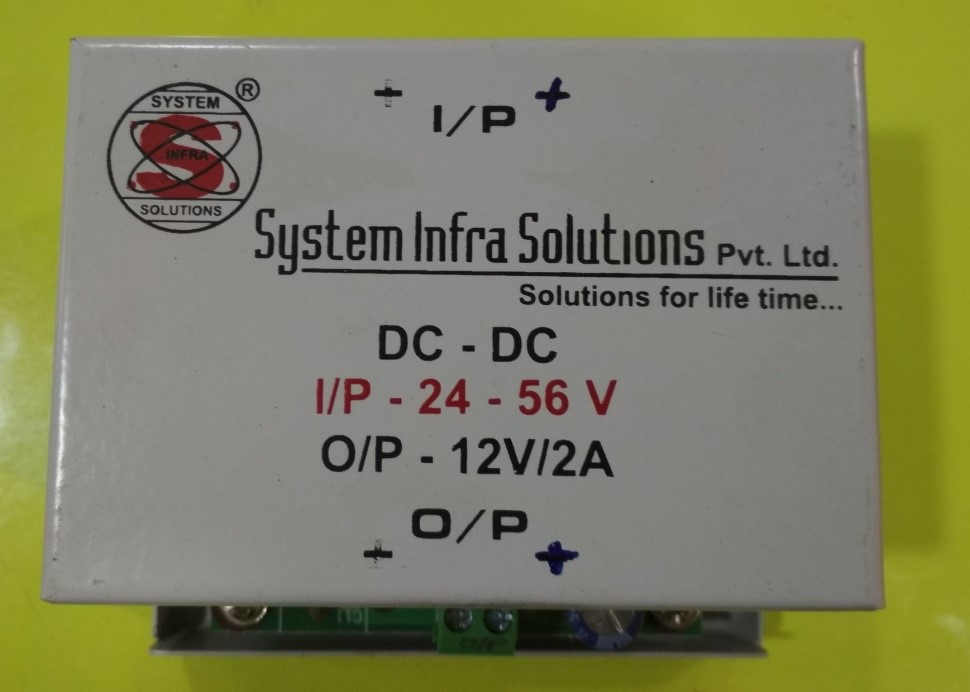 SYSTEM
INFRA
SOLUTIONS
®
- I/P +
System Infra Solutions Pvt. Ltd.
Solutions for life time...
DC - DC
I/P - 24 - 56 V
O/P - 12V/2A
O/P
- +
O/P